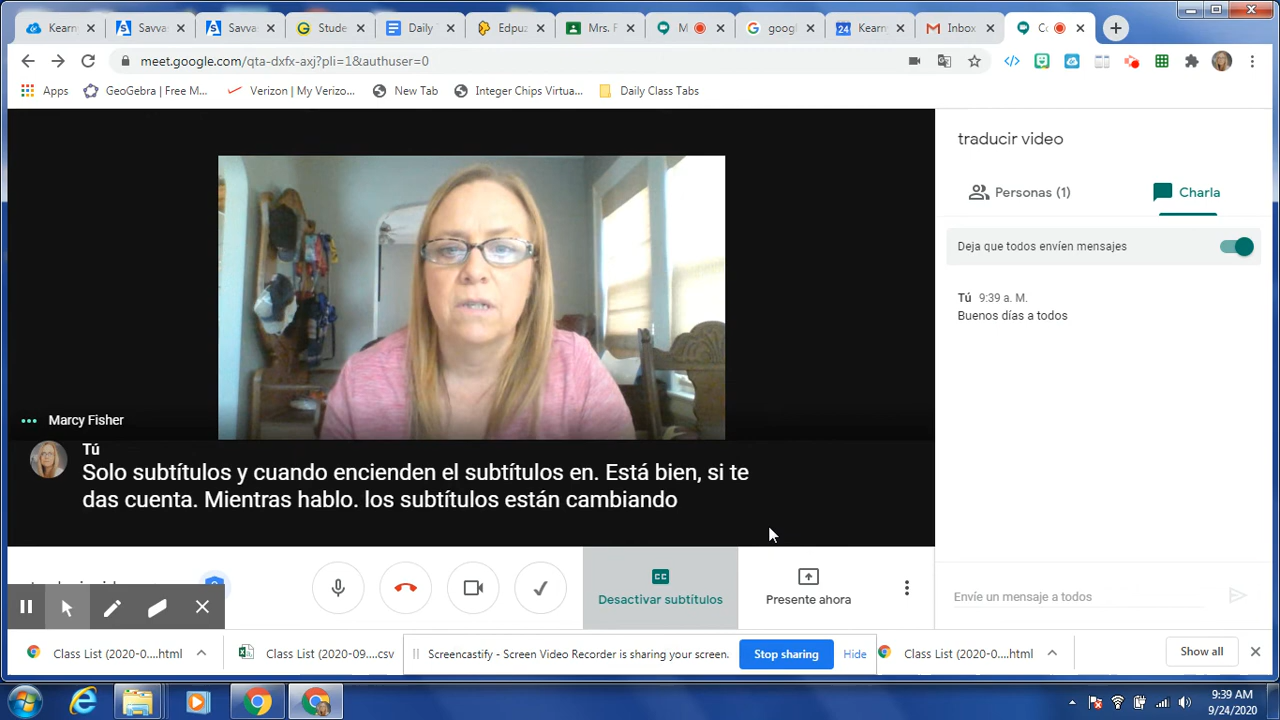 Kearn
Savva
Savva
Stude
Daily
Edpuz
Mrs. F
M
googl
24
Kearn
Inbox
Co
meet.google.com/qta-dxfx-axj?pli=1&authuser=0
Apps
GeoGebra | Free M...
Verizon | My Verizo...
New Tab
Integer Chips Virtua...
Daily Class Tabs
traducir video
Personas (1)
Charla
Deja que todos envíen mensajes
Tú 9:39 a. M.
Buenos días a todos
Marcy Fisher
Tú
Solo subtítulos y cuando encienden el subtítulos en. Está bien, si te
das cuenta. Mientras hablo. los subtítulos están cambiando
CC
Desactivar subtítulos
Presente ahora
Envíe un mensaje a todos
Class List (2020-0....html
Class List (2020-09....csv
Screencastify - Screen Video Recorder is sharing your screen.
Stop sharing
Hide
Class List (2020-0....html
Show all
9:39 AM
9/24/2020